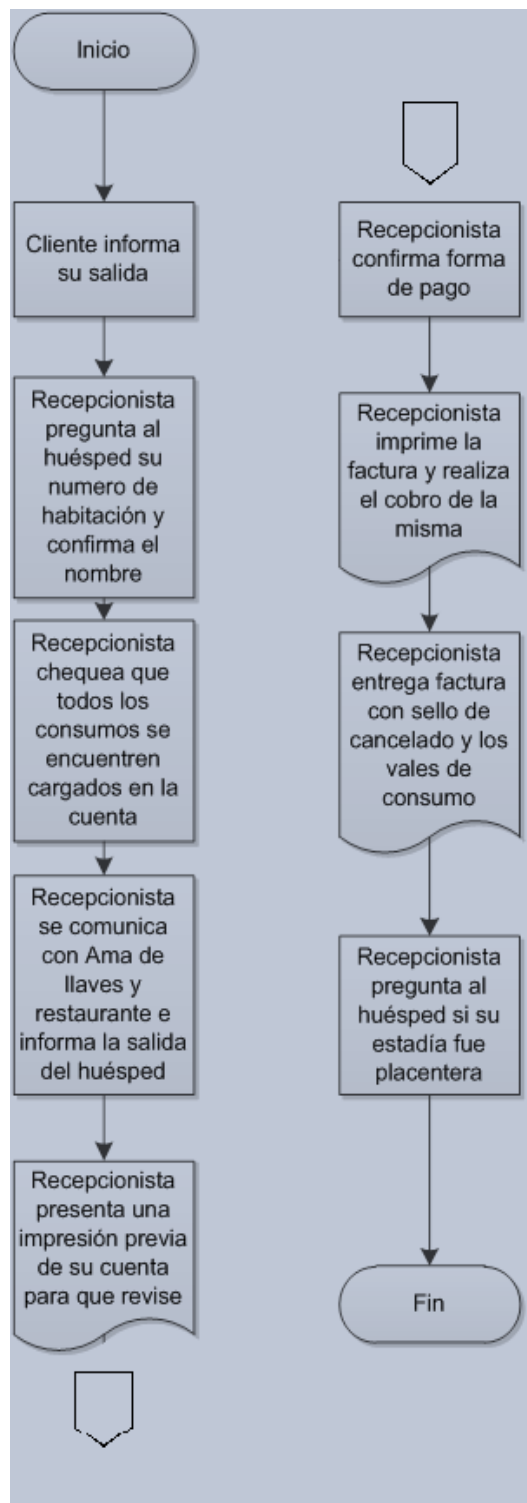 Inicio
Cliente informa
su salida
Recepcionista
pregunta al
huésped su
numero de
habitación y
confirma el
nombre
Recepcionista
chequea que
todos los
consumos se
encuentren
cargados en la
cuenta
Recepcionista
se comunica
con Ama de
llaves y
restaurante e
informa la salida
del huésped
Recepcionista
presenta una
impresión previa
de su cuenta
para que revise
Recepcionista
confirma forma
de pago
Recepcionista
imprime la
factura y realiza
el cobro de la
misma
Recepcionista
entrega factura
con sello de
cancelado y los
vales de
consumo
Recepcionista
pregunta al
huésped si su
estadía fue
placentera
Fin